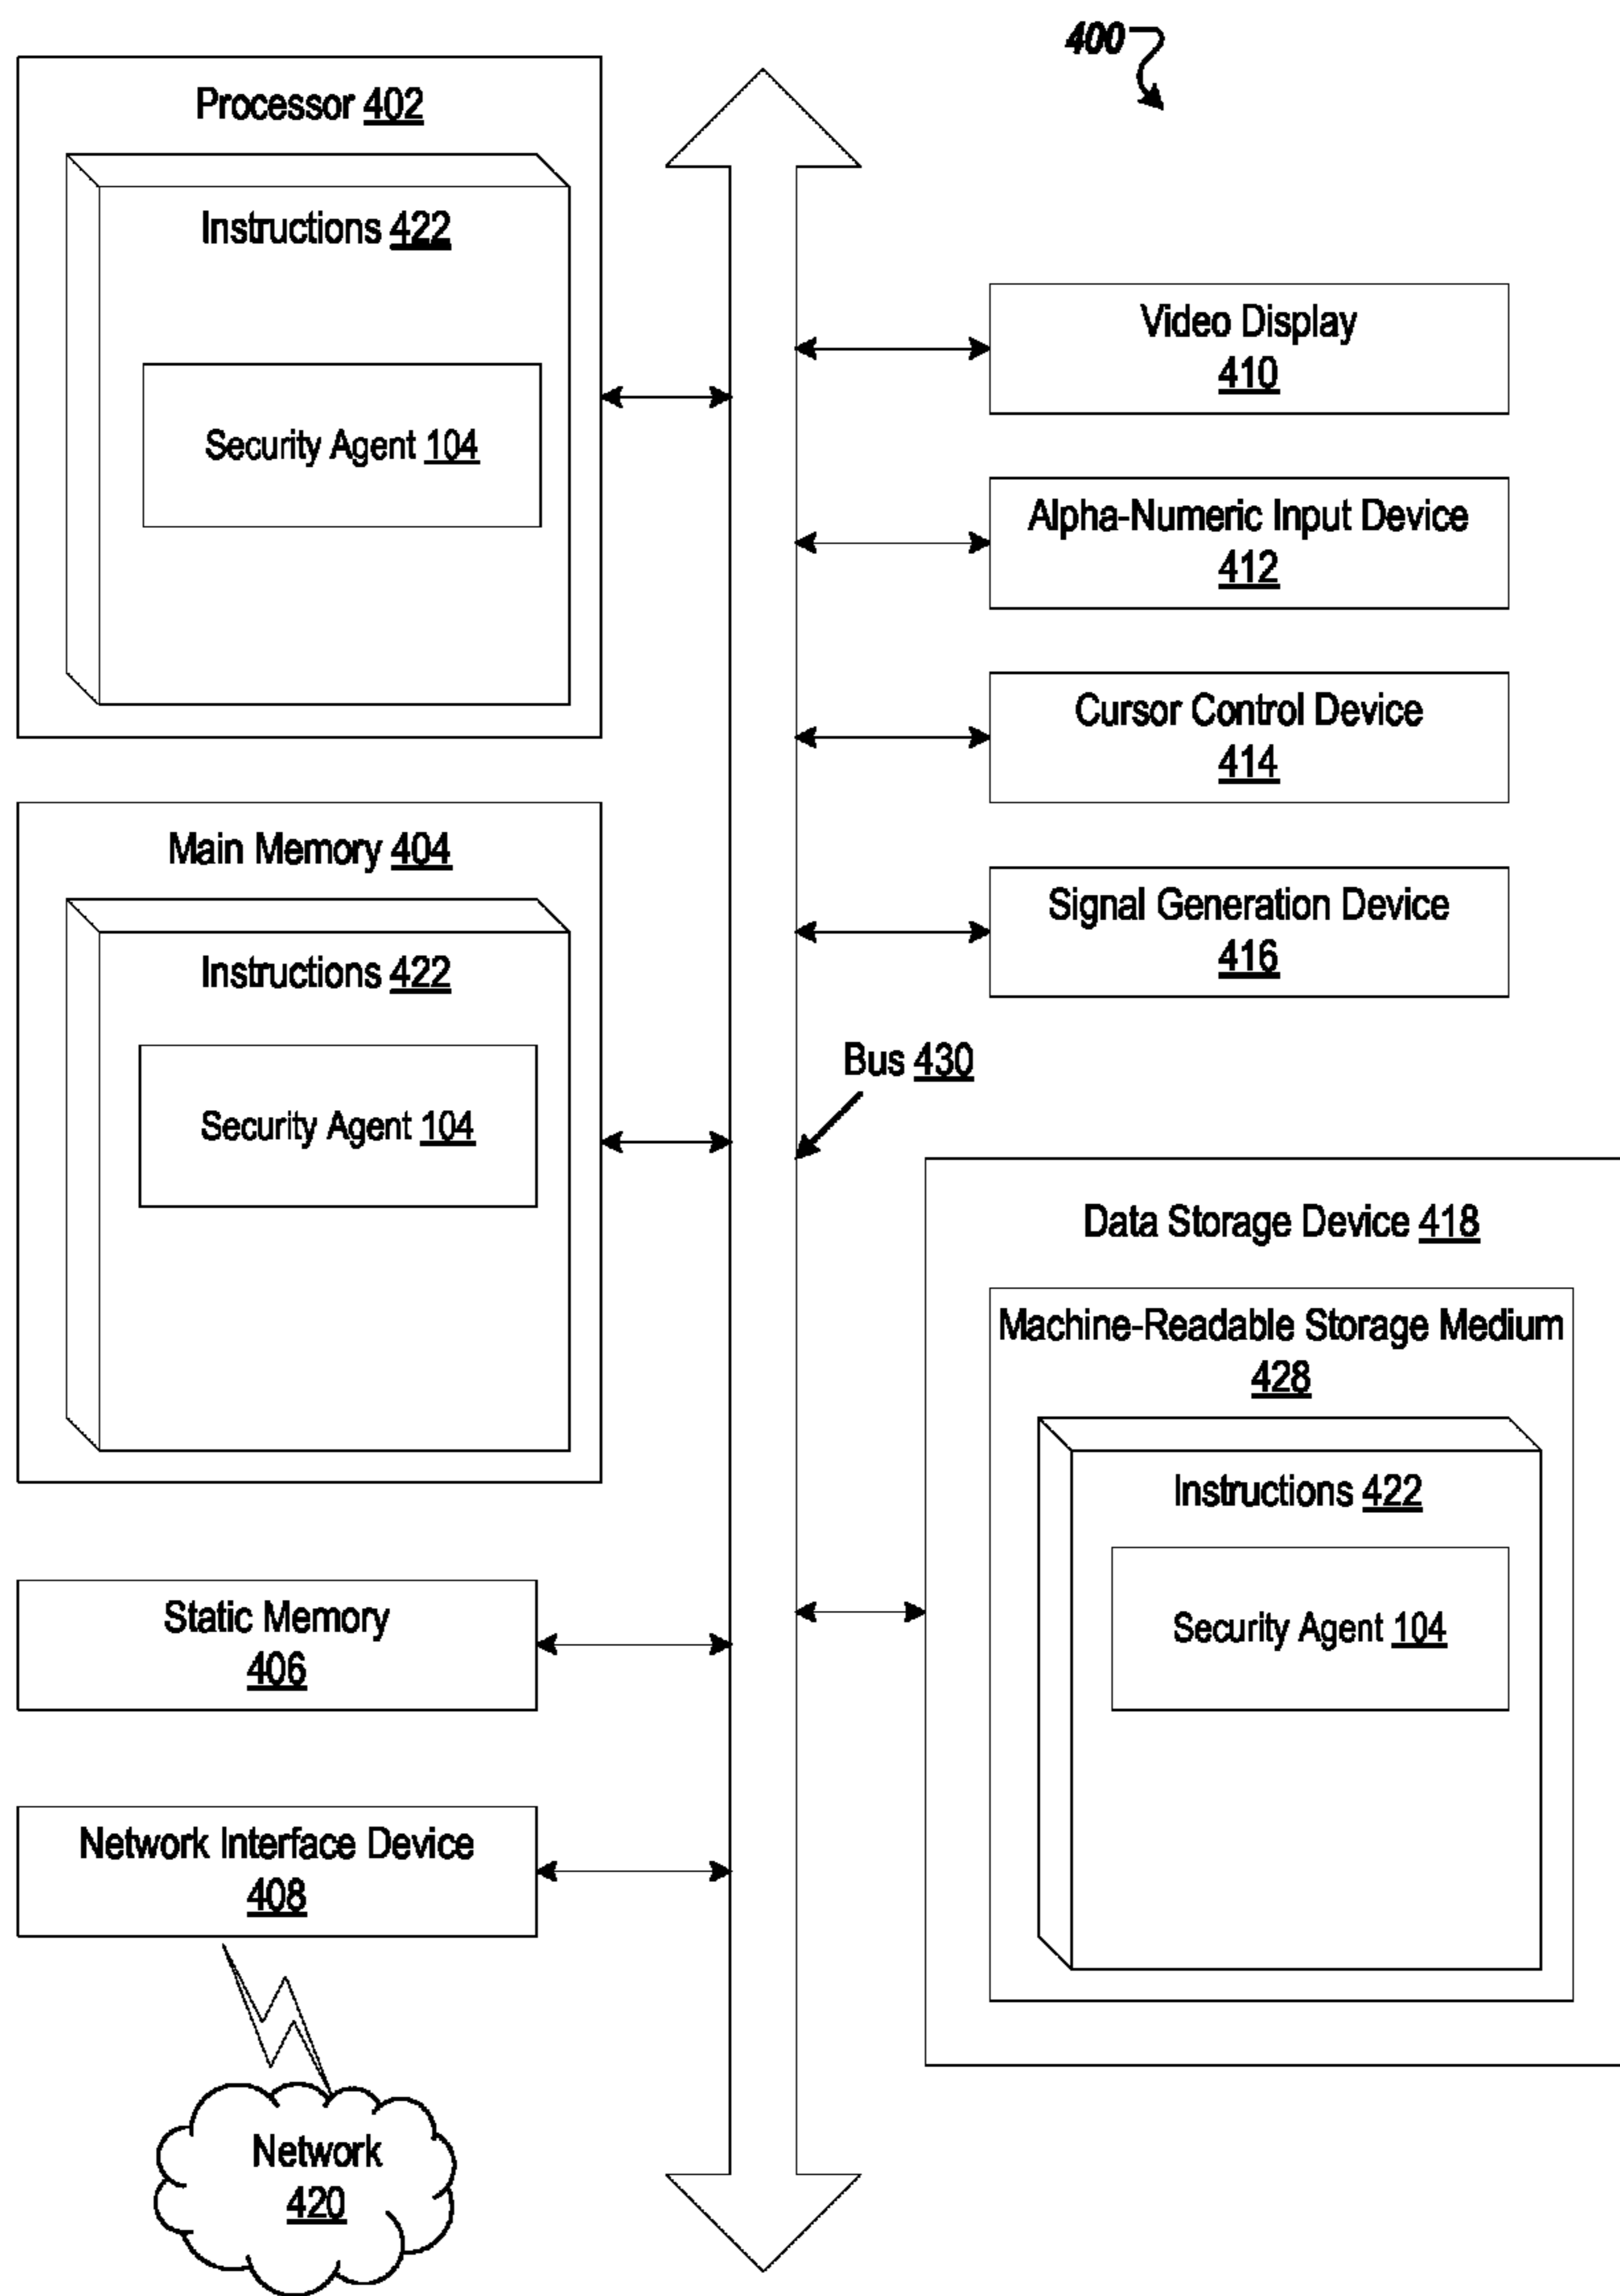 400
Processor 402
Instructions 422
Security Agent 104
Main Memory 404
Instructions 422
Security Agent 104
Static Memory
406
Network Interface Device
408
Network
420
Video Display
410
Alpha-Numeric Input Device
412
Cursor Control Device
414
Signal Generation Device
416
Bus 430
Data Storage Device 418
Machine-Readable Storage Medium
428
Instructions 422
Security Agent 104